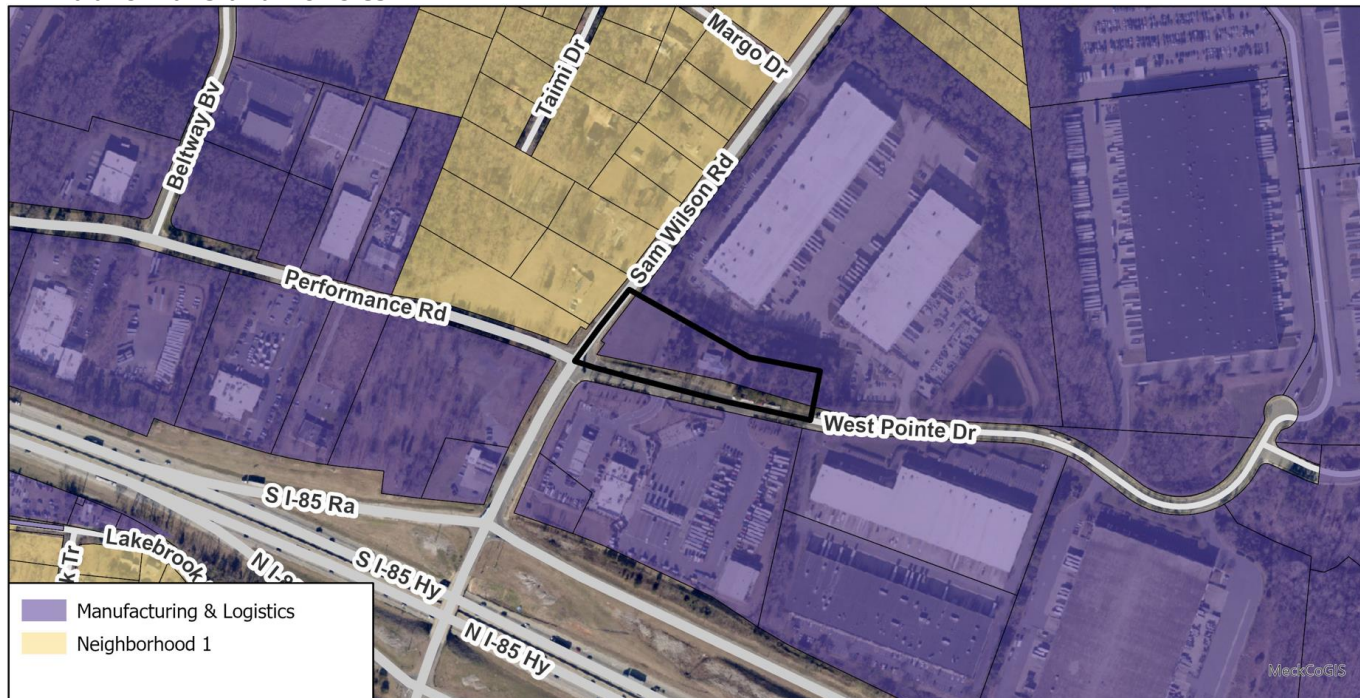 Margo Dr
Taimi Dr
Beltway Bv
Sam Wilson Rd
Performance Rd
West Pointe Dr
S I-85 Ra
Lakebrook
S I-85 Hy
N I-85 Hy
Manufacturing & Logistics
Neighborhood 1
MeckCoGIS